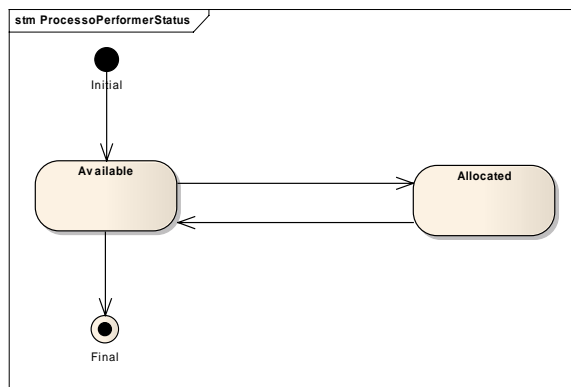 stm ProcessoPerformerStatus
Initial
Available
Allocated
Final